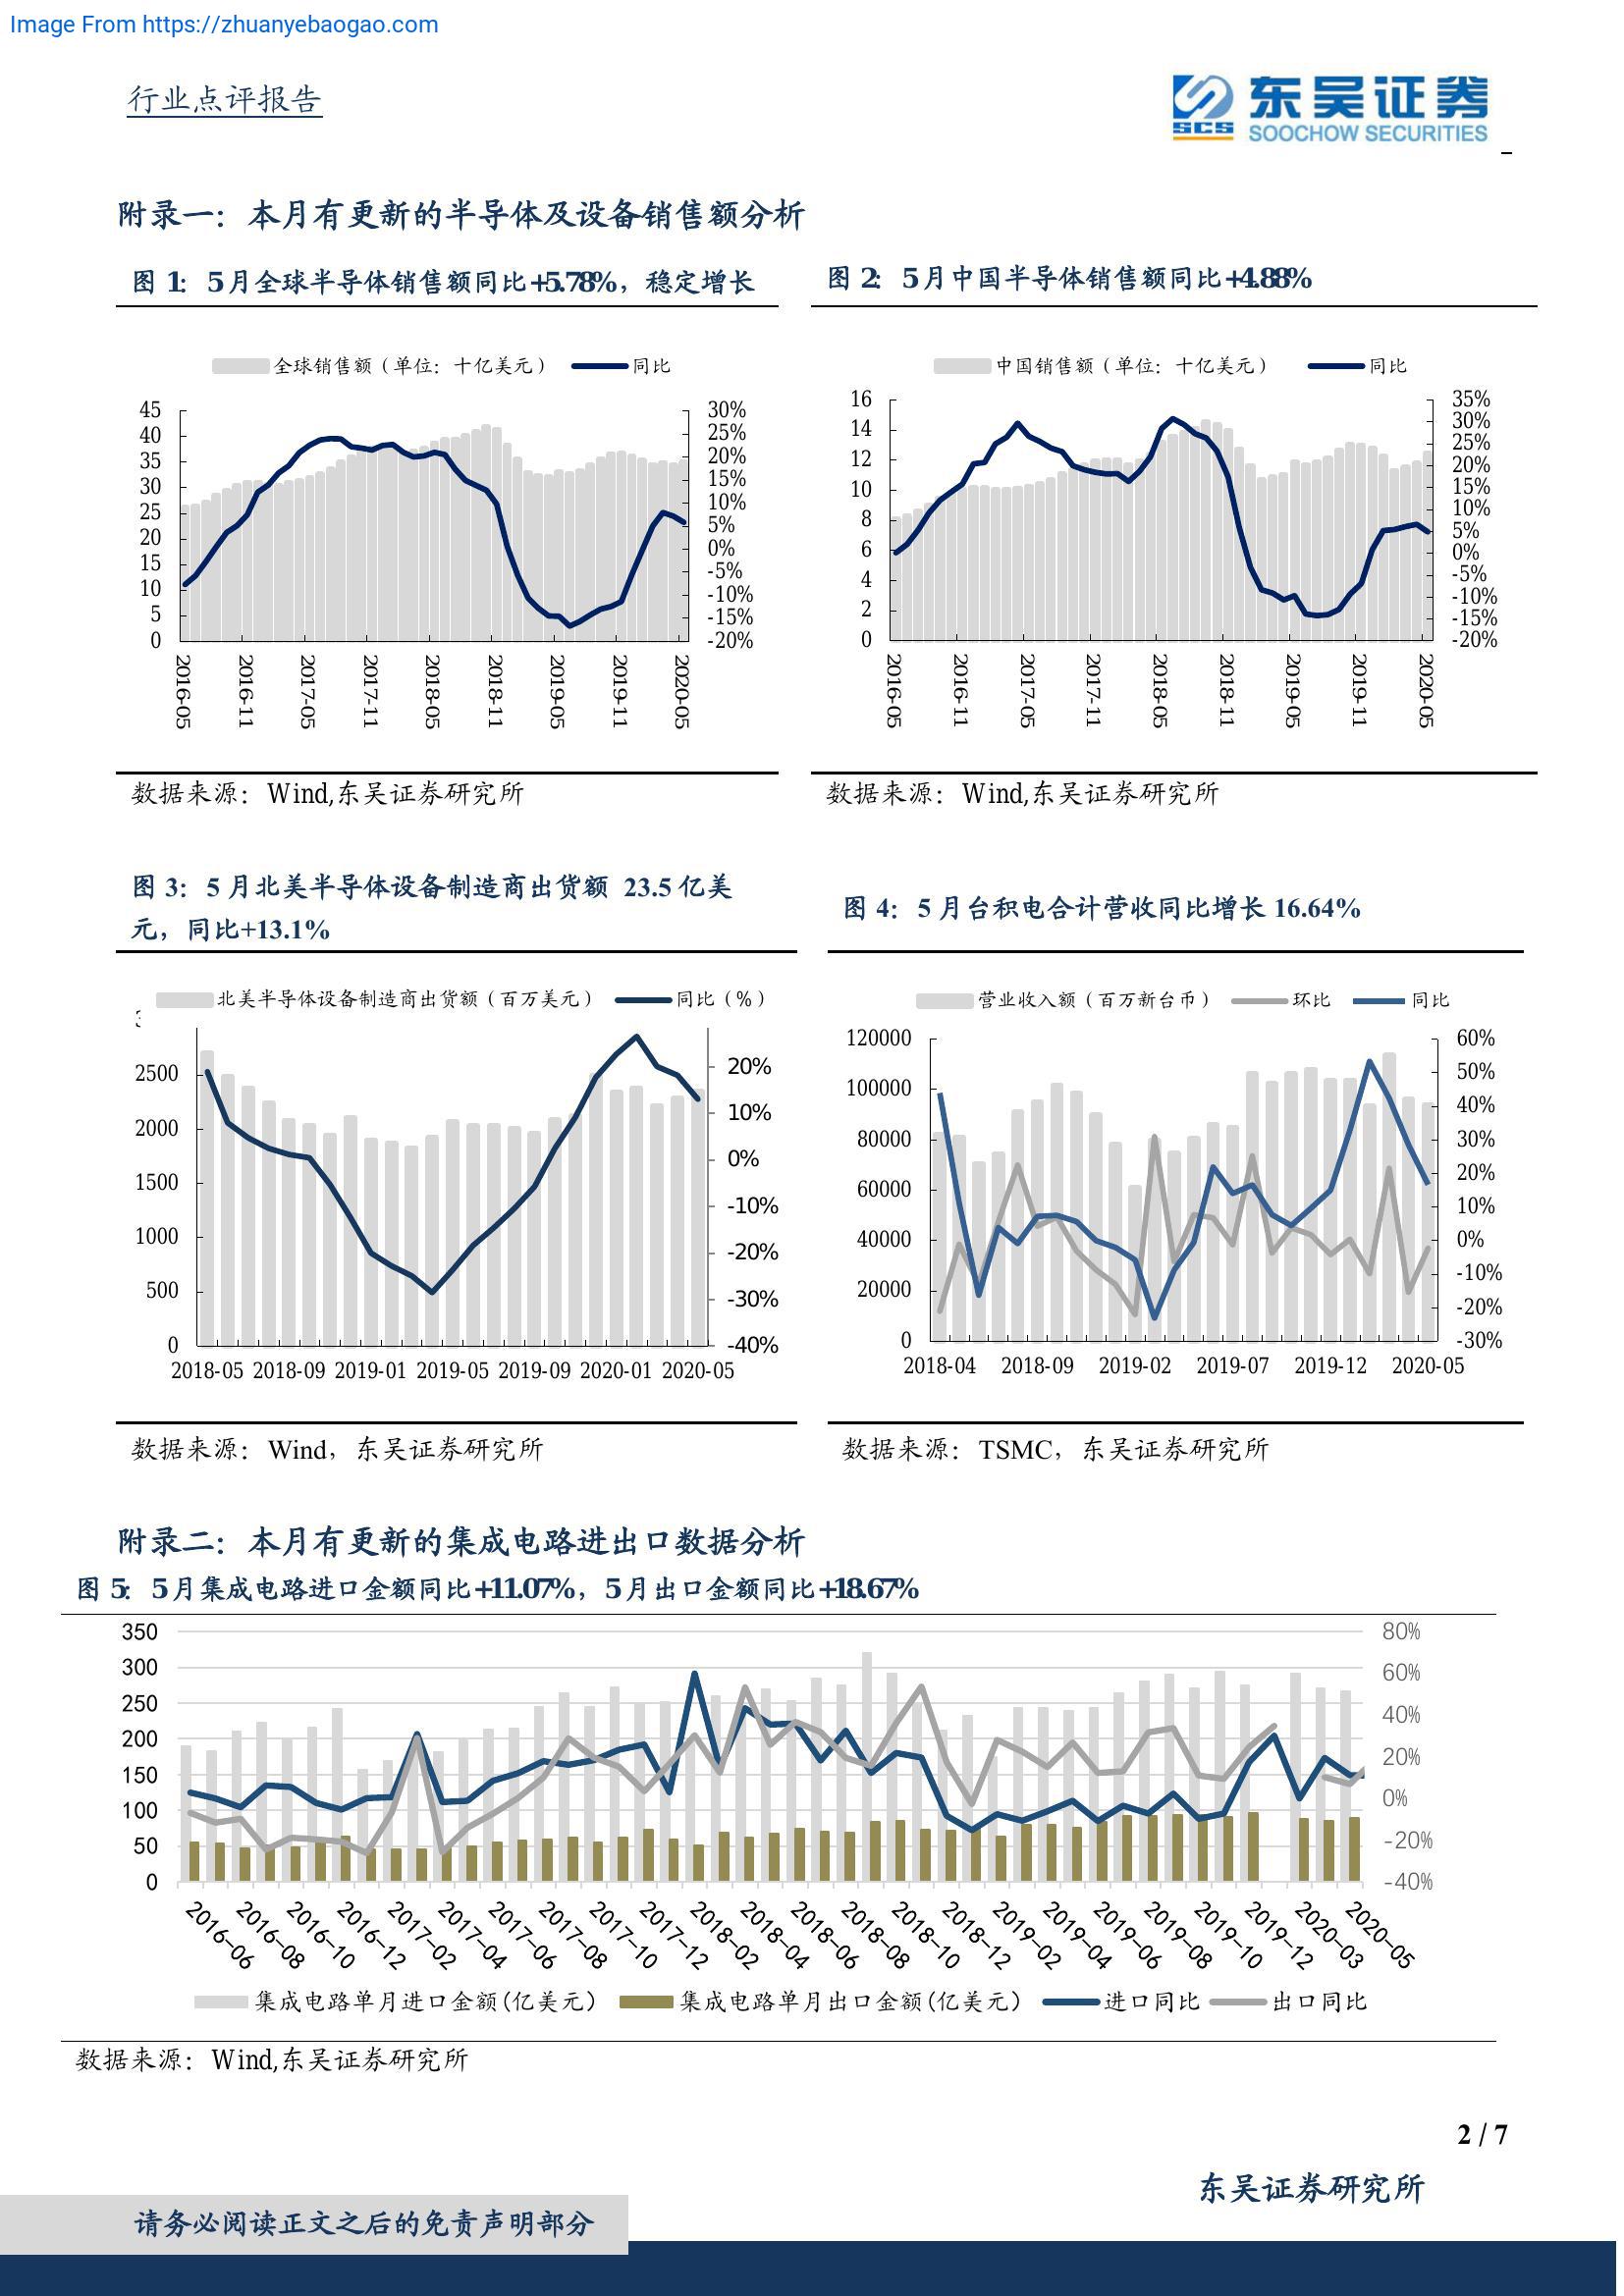 Image From https://zhuanyebaogao.com
行业点评报告
东吴证券
SCS
SOOCHOW SECURITIES
附录一：本月有更新的半导体及设备销售额分析
图 1：5 月全球半导体销售额同比+5.78%，稳定增长
图 2：5 月中国半导体销售额同比+4.88%
全球销售额（单位：十亿美元） 同比
45
40
35
30
25
20
15
10
5
0
30%
25%
20%
15%
10%
5%
0%
-5%
-10%
-15%
-20%
2016-05 2016-11 2017-05 2017-11 2018-05 2018-11 2019-05 2019-11 2020-05
中国销售额（单位：十亿美元） 同比
16
14
12
10
8
6
4
2
0
35%
30%
25%
20%
15%
10%
5%
0%
-5%
-10%
-15%
-20%
2016-05 2016-11 2017-05 2017-11 2018-05 2018-11 2019-05 2019-11 2020-05
数据来源：Wind,东吴证券研究所
数据来源：Wind,东吴证券研究所
图 3：5 月北美半导体设备制造商出货额 23.5 亿美
元，同比+13.1%
图 4：5 月台积电合计营收同比增长 16.64%
北美半导体设备制造商出货额（百万美元） 同比（%）
2500
2000
1500
1000
500
0
20%
10%
0%
-10%
-20%
-30%
-40%
2018-05 2018-09 2019-01 2019-05 2019-09 2020-01 2020-05
营业收入额（百万新台币） 环比 同比
120000
100000
80000
60000
40000
20000
0
60%
50%
40%
30%
20%
10%
0%
-10%
-20%
-30%
2018-04 2018-09 2019-02 2019-07 2019-12 2020-05
数据来源：Wind，东吴证券研究所
数据来源：TSMC，东吴证券研究所
附录二：本月有更新的集成电路进出口数据分析
图 5：5 月集成电路进口金额同比+11.07%，5 月出口金额同比+18.67%
350
300
250
200
150
100
50
0
80%
60%
40%
20%
0%
-20%
-40%
2016-06 2016-08 2016-10 2016-12 2017-02 2017-04 2017-06 2017-08 2017-10 2017-12 2018-02 2018-04 2018-06 2018-08 2018-10 2018-12 2019-02 2019-04 2019-06 2019-08 2019-10 2019-12 2020-03 2020-05
集成电路单月进口金额(亿美元） 集成电路单月出口金额(亿美元） 进口同比 出口同比
数据来源：Wind,东吴证券研究所
2 / 7
东吴证券研究所
请务必阅读正文之后的免责声明部分